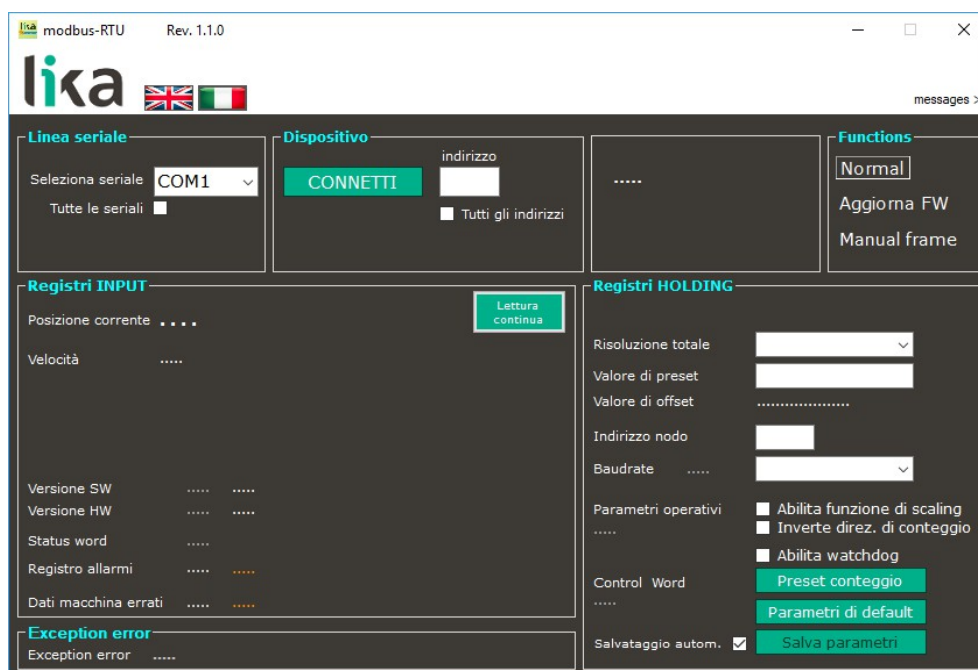 lika modbus-RTU Rev. 1.1.0
lika
messages >
Linea seriale
Seleziona seriale COM1
Tutte le seriali
Dispositivo
indirizzo
CONNETTI
Tutti gli indirizzi
.....
Functions
Normal
Aggiorna FW
Manual frame
Registri INPUT
Lettura
continua
Posizione corrente ....
Velocità .....
Versione SW ..... .....
Versione HW ..... .....
Status word .....
Registro allarmi ..... .....
Dati macchina errati ..... .....
Exception error
Exception error .....
Registri HOLDING
Risoluzione totale
Valore di preset
Valore di offset ....................
Indirizzo nodo
Baudrate .....
Parametri operativi
.....
Abilita funzione di scaling
Inverte direz. di conteggio
Abilita watchdog
Control Word
.....
Preset conteggio
Parametri di default
Salvataggio autom.
Salva parametri